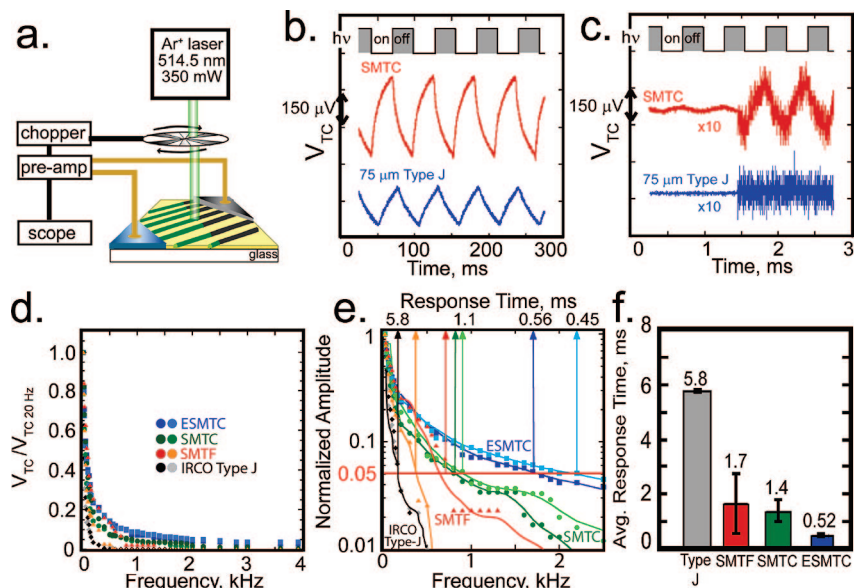 a.
Ar+ laser
514.5 nm
350 mW
chopper
pre-amp
scope
glass
b.
hν on off
SMTC
150 μV
VTC
75 μm Type J
0 100 200 300
Time, ms
c.
hν on off
150 μV
SMTC
x10
VTC
75 μm Type J
x10
0 1 2 3
Time, ms
d.
VTC/VTC 20 Hz
1.0
0.8
0.6
0.4
0.2
0
ESMTC
SMTC
SMTF
IRCO Type J
0 1 2 3 4
Frequency, kHz
e.
Response Time, ms
5.8 1.1 0.56 0.45
Normalized Amplitude
1
0.1
0.05
0.01
ESMTC
SMTC
SMTF
IRCO
Type-J
0 1 2
Frequency, kHz
f.
Avg. Response Time, ms
8
6
4
2
0
5.8
1.7
1.4
0.52
Type J SMTF SMTC ESMTC